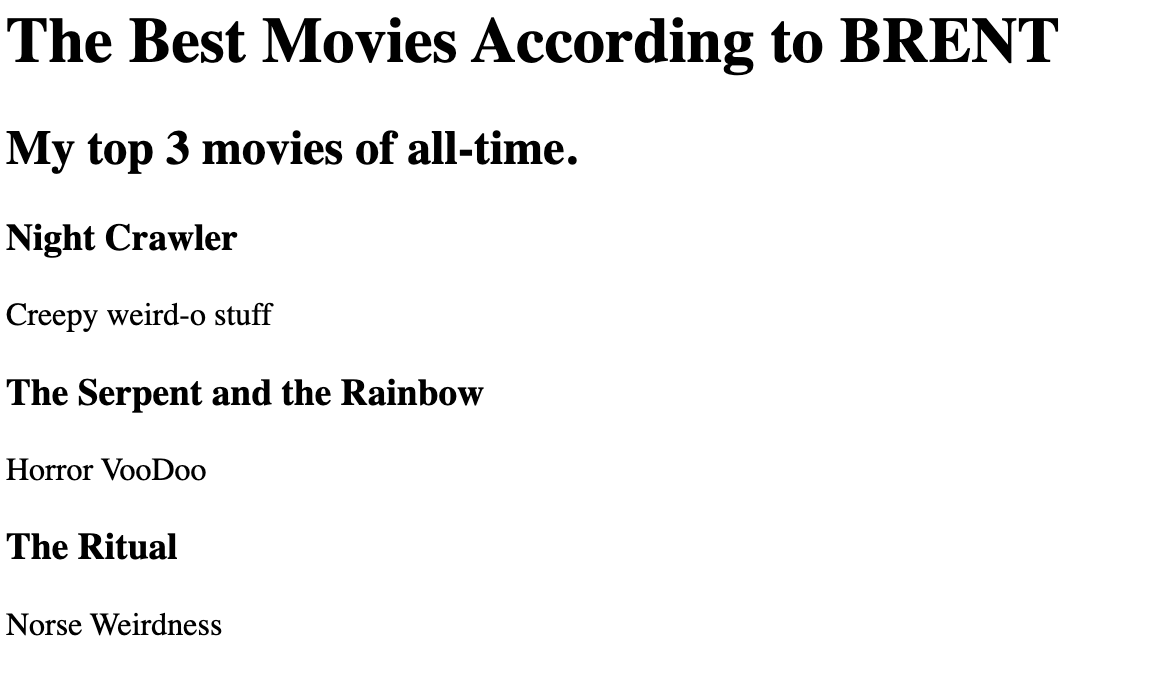 The Best Movies According to BRENT
My top 3 movies of all-time.
Night Crawler
Creepy weird-o stuff
The Serpent and the Rainbow
Horror VooDoo
The Ritual
Norse Weirdness